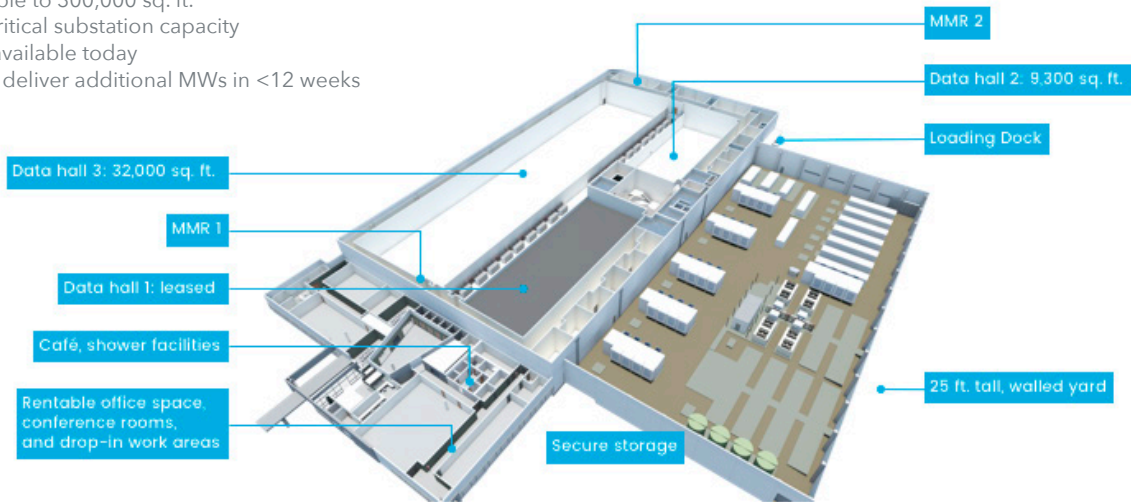 to 300,000 sq. ft.
critical substation capacity
available today
deliver additional MWs in <12 weeks
MMR 2
Data hall 2: 9,300 sq. ft.
Loading Dock
Data hall 3: 32,000 sq. ft.
MMR 1
Data hall 1: leased
Café, shower facilities
Rentable office space,
conference rooms,
and drop-in work areas
25 ft. tall, walled yard
Secure storage